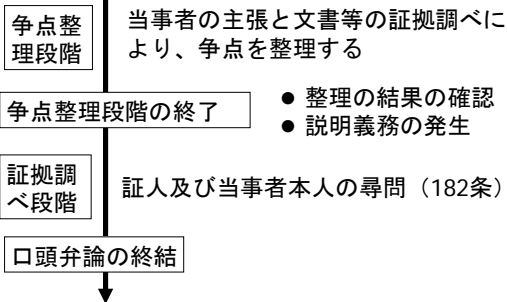 争点整
理段階
当事者の主張と文書等の証拠調べに
より、争点を整理する
争点整理段階の終了
● 整理の結果の確認
● 説明義務の発生
証拠調
べ段階
証人及び当事者本人の尋問（182条）
口頭弁論の終結